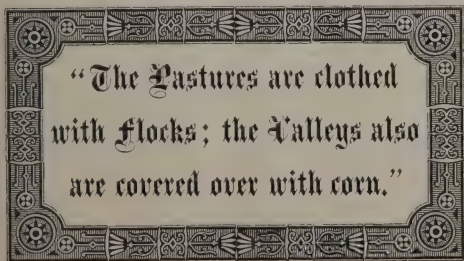 “The Pastures are clothed
with Flocks; the Valleys also
are covered over with corn.”